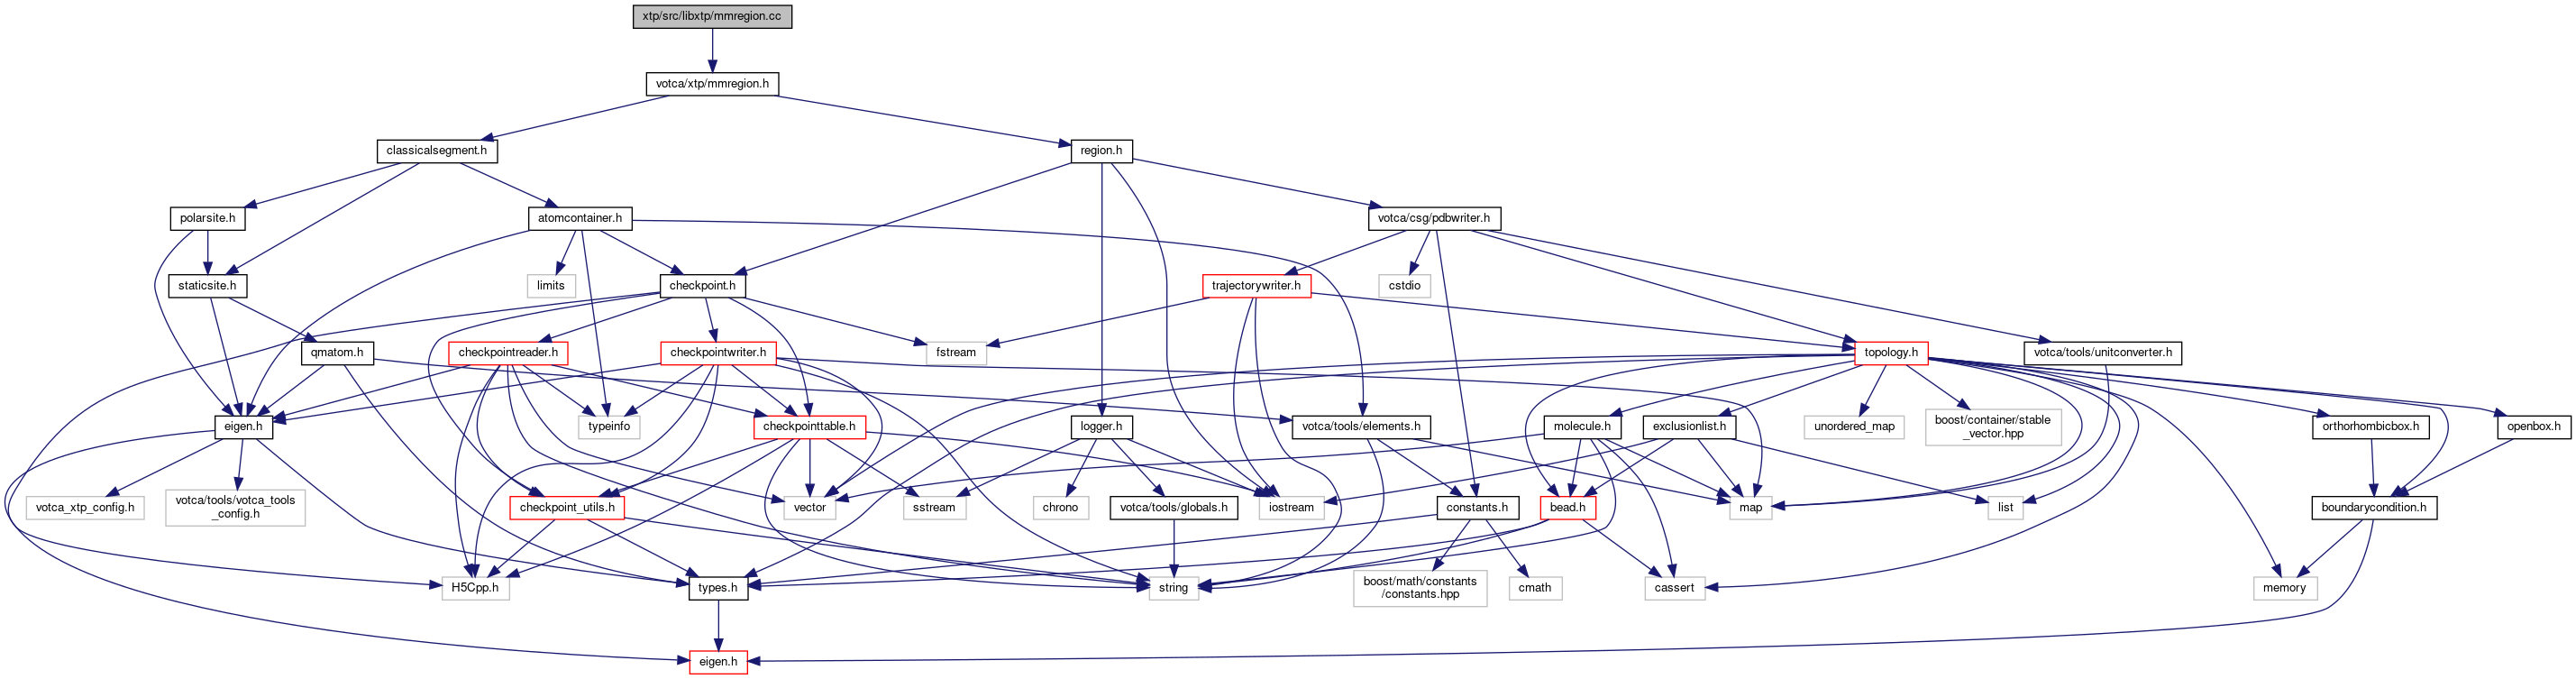 xtp/src/libxtp/mmregion.cc
votca/xtp/mmregion.h
classicalsegment.h
region.h
polarsite.h
atomcontainer.h
votca/csg/pdbwriter.h
staticsite.h
limits
checkpoint.h
trajectorywriter.h
cstdio
qmatom.h
checkpointreader.h
checkpointwriter.h
fstream
topology.h
votca/tools/unitconverter.h
eigen.h
typeinfo
checkpointtable.h
logger.h
votca/tools/elements.h
molecule.h
exclusionlist.h
unordered_map
boost/container/stable
_vector.hpp
orthorhombicbox.h
openbox.h
votca_xtp_config.h
votca/tools/votca_tools
_config.h
checkpoint_utils.h
vector
sstream
chrono
votca/tools/globals.h
iostream
constants.h
bead.h
map
list
boundarycondition.h
H5Cpp.h
types.h
string
boost/math/constants
/constants.hpp
cmath
cassert
memory
eigen.h